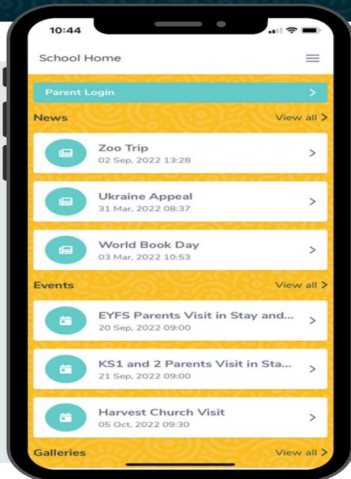 10:44
School Home
Parent Login
News View all
Zoo Trip
02 Sep, 2022 13:28
Ukraine Appeal
31 Mar, 2022 08:37
World Book Day
03 Mar, 2022 10:53
Events View all
EYFS Parents Visit in Stay and...
20 Sep, 2022 09:00
KS1 and 2 Parents Visit in Sta...
21 Sep, 2022 09:00
Harvest Church Visit
05 Oct, 2022 09:30
Galleries View all